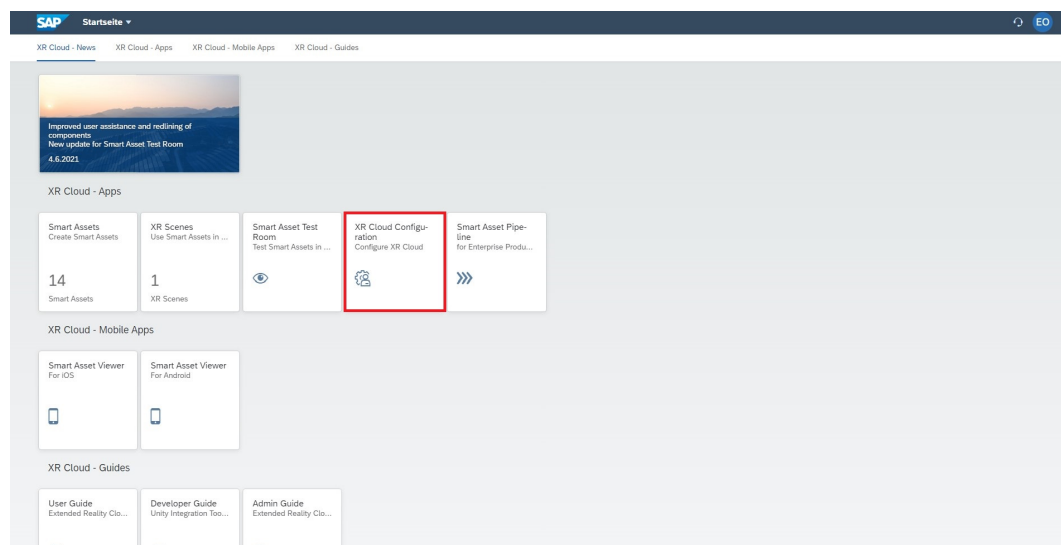 SAP Startseite
EO
XR Cloud - News XR Cloud - Apps XR Cloud - Mobile Apps XR Cloud - Guides
Improved user assistance and redlining of
components
New update for Smart Asset Test Room
4.6.2021
XR Cloud - Apps
Smart Assets
Create Smart Assets
14
Smart Assets
XR Scenes
Use Smart Assets in ...
1
XR Scenes
Smart Asset Test
Room
Test Smart Assets in ...
XR Cloud Configu-
ration
Configure XR Cloud
Smart Asset Pipe-
line
for Enterprise Produ...
XR Cloud - Mobile Apps
Smart Asset Viewer
For iOS
Smart Asset Viewer
For Android
XR Cloud - Guides
User Guide
Extended Reality Clo...
Developer Guide
Unity Integration Too...
Admin Guide
Extended Reality Clo...